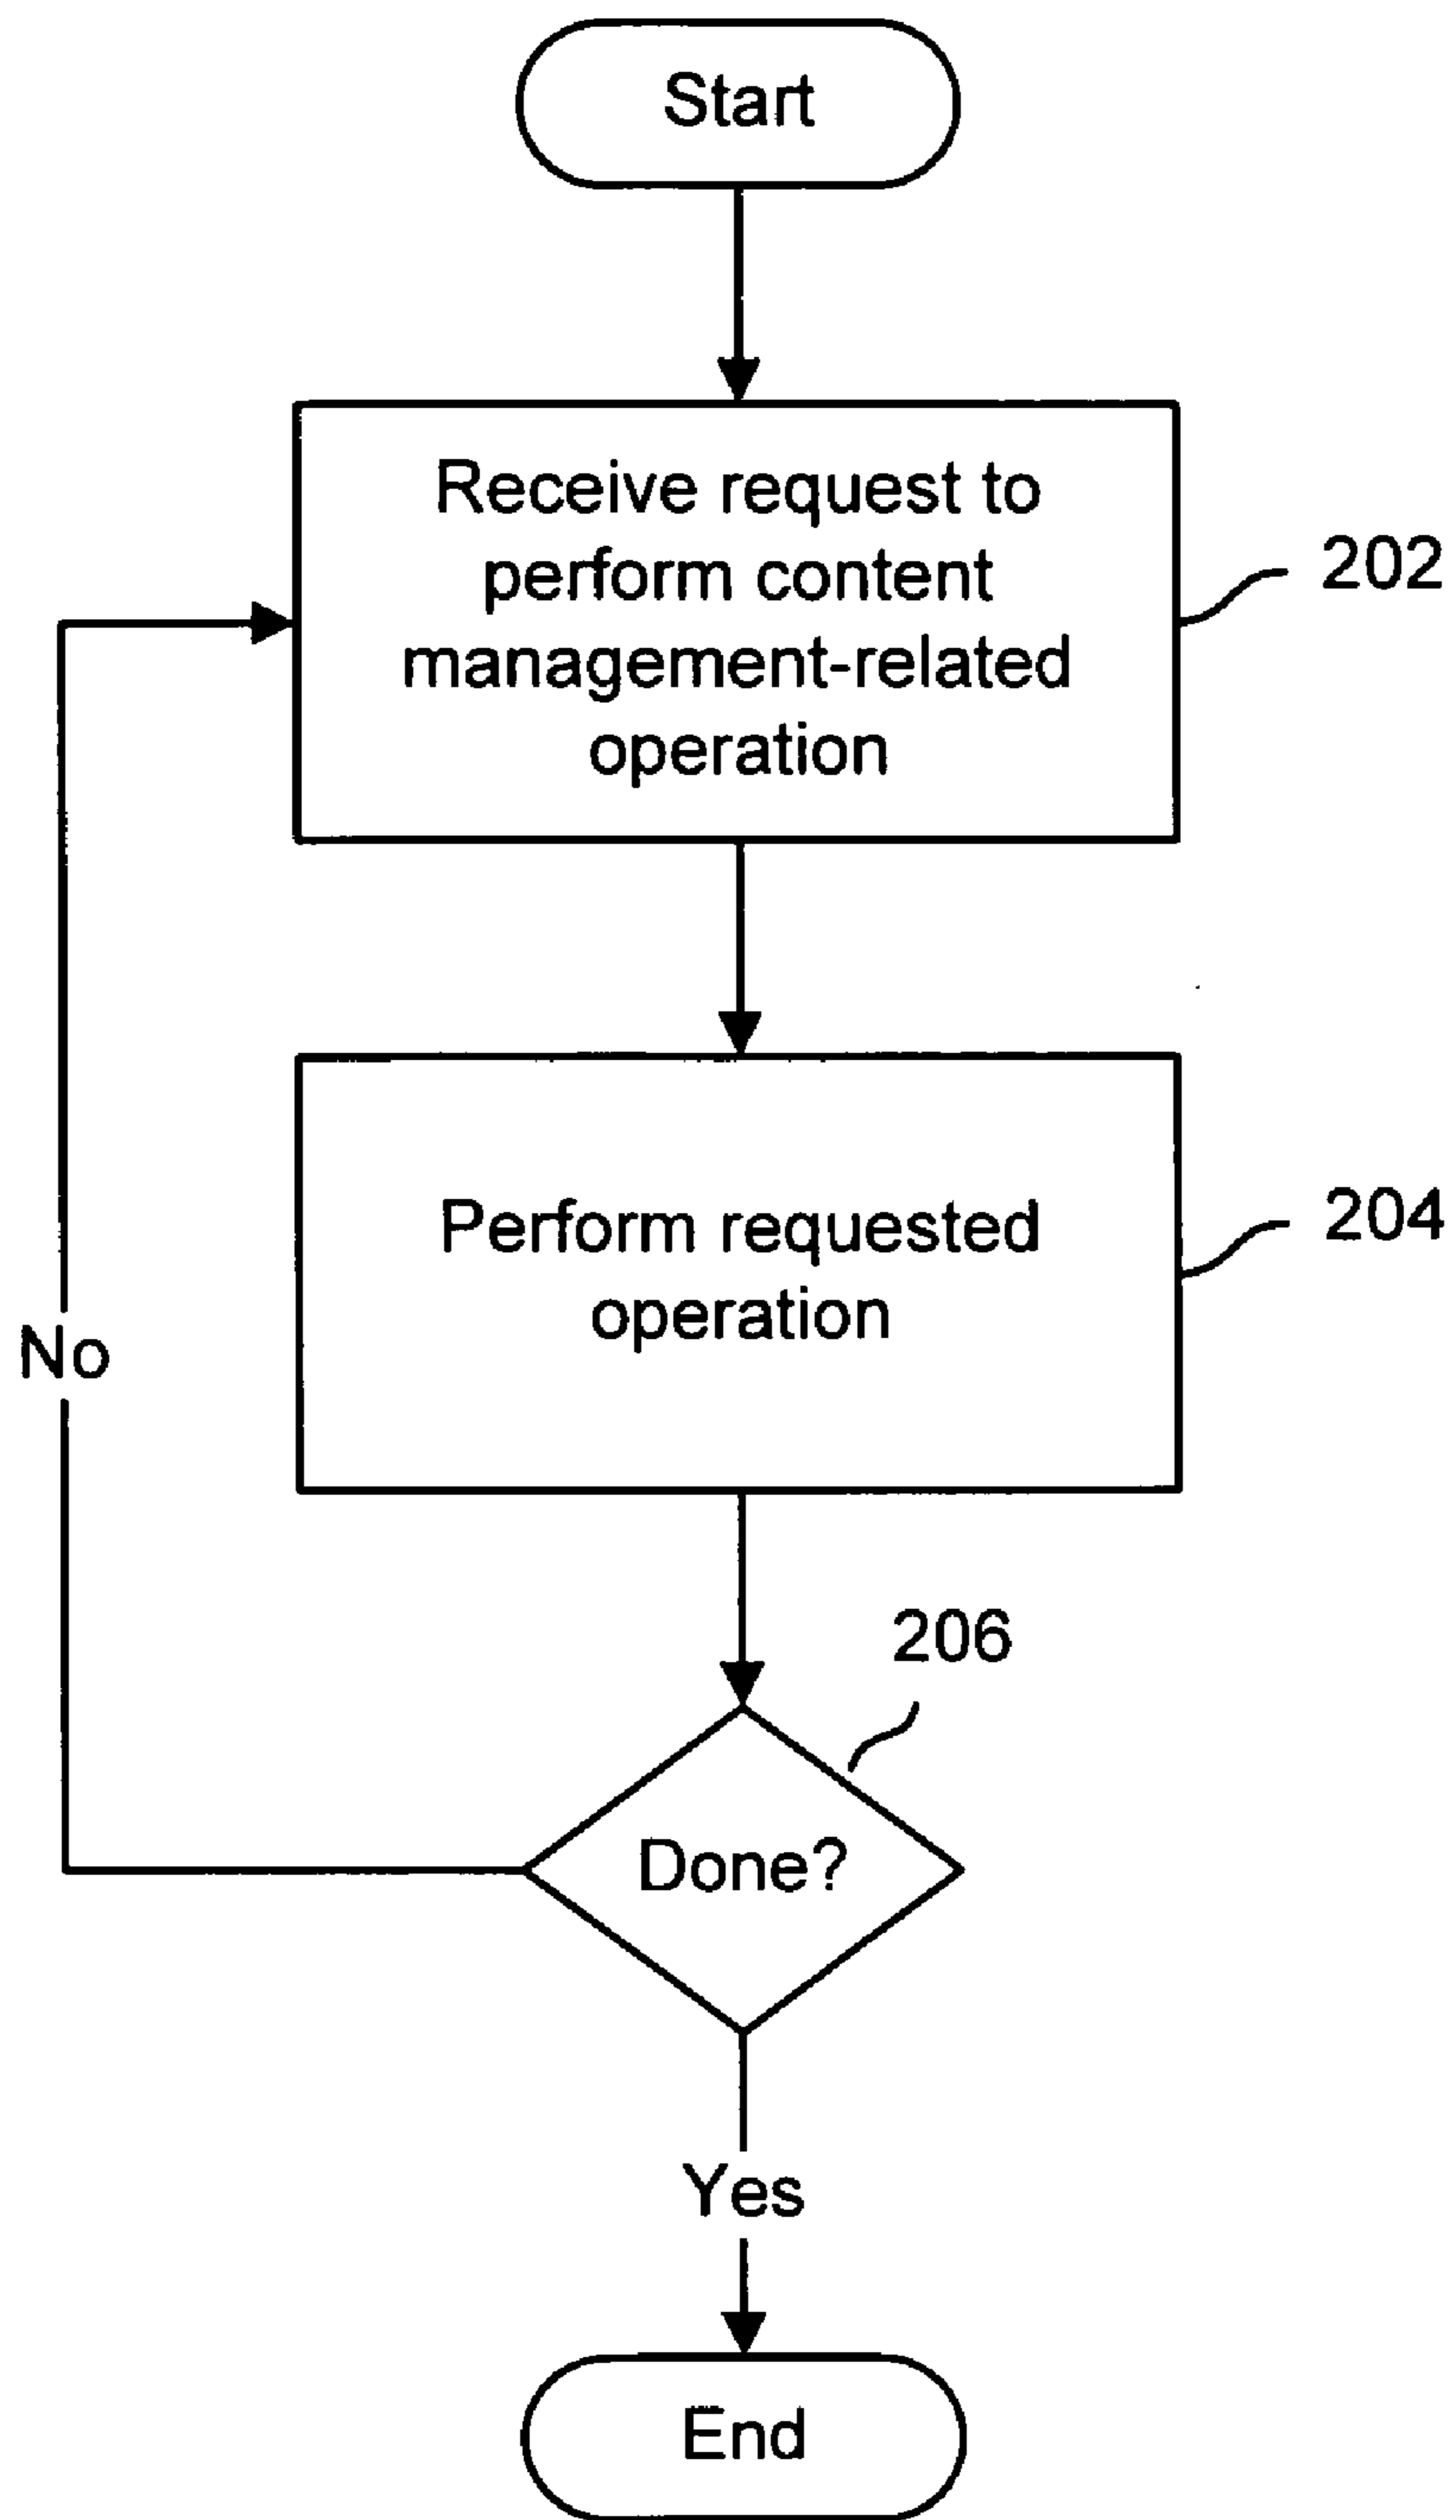 Start
Receive request to
perform content
management-related
operation
202
Perform requested
operation
204
No
206
Done?
Yes
End